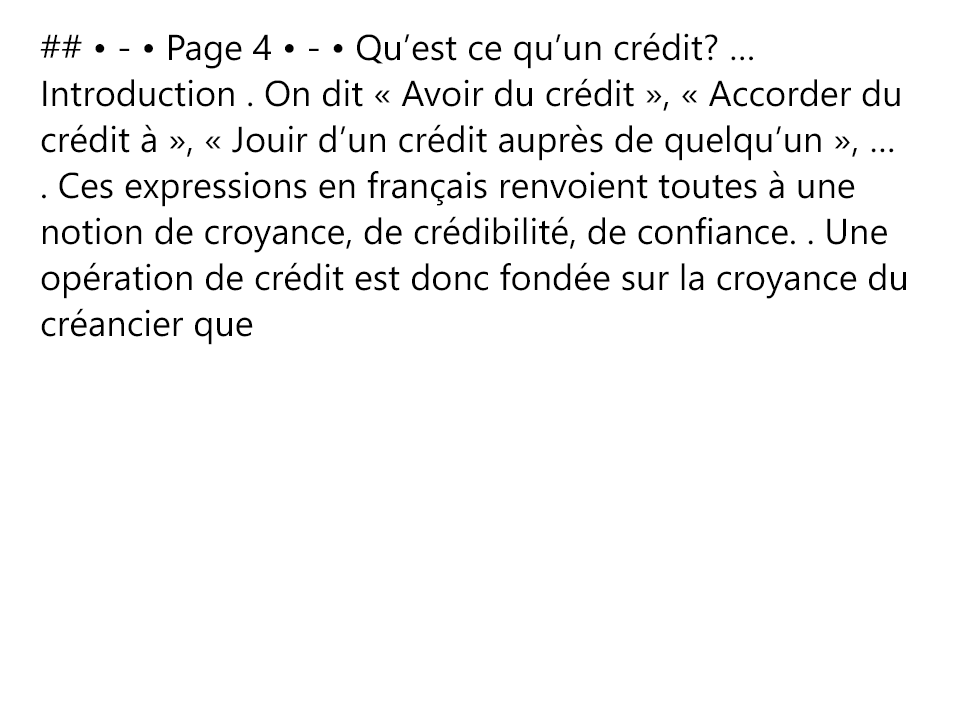 ## • - • Page 4 • - • Qu’est ce qu’un crédit? …
Introduction . On dit « Avoir du crédit », « Accorder du
crédit à », « Jouir d’un crédit auprès de quelqu’un », …
. Ces expressions en français renvoient toutes à une
notion de croyance, de crédibilité, de confiance. . Une
opération de crédit est donc fondée sur la croyance du
créancier que